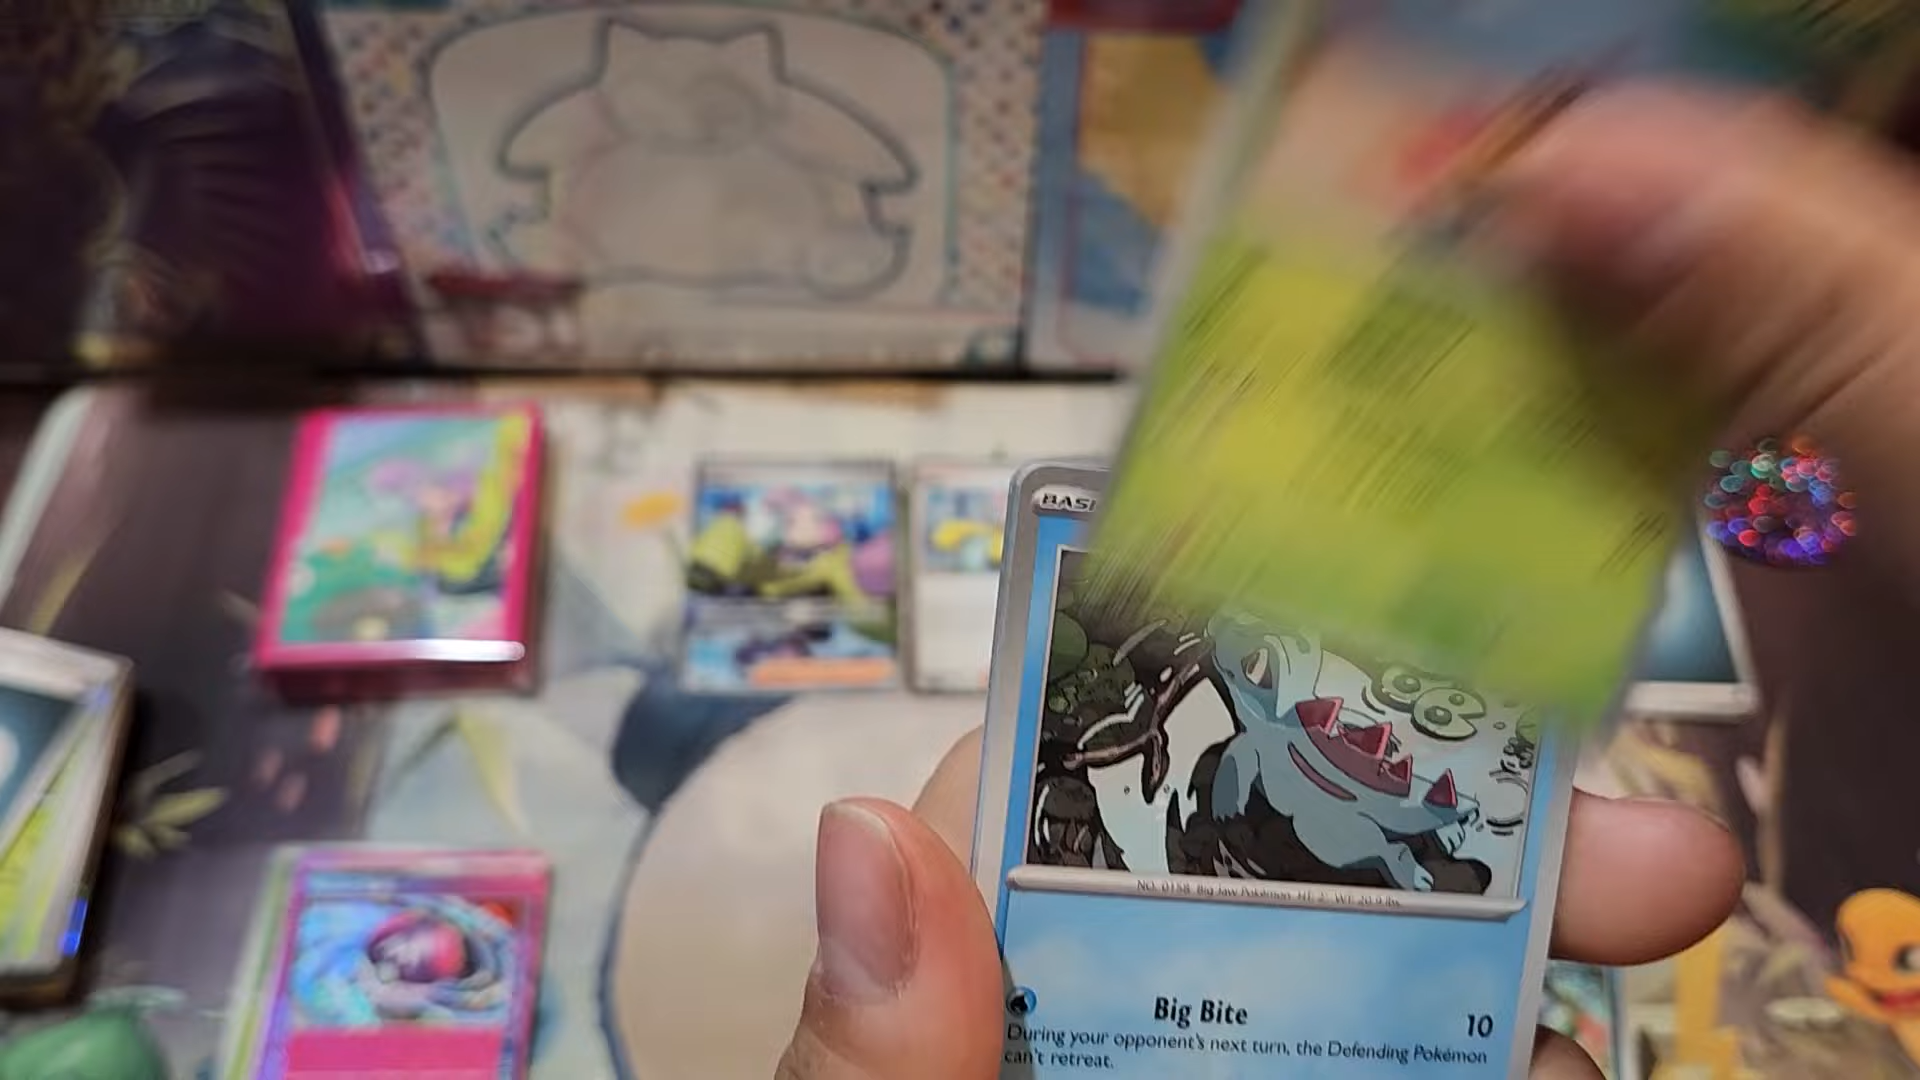 BASI
NO. 0158 Big Jaw Pokémon HT: 2' WT: 20.9 lbs.
Big Bite 10
During your opponent's next turn, the Defending Pokémon
can't retreat.